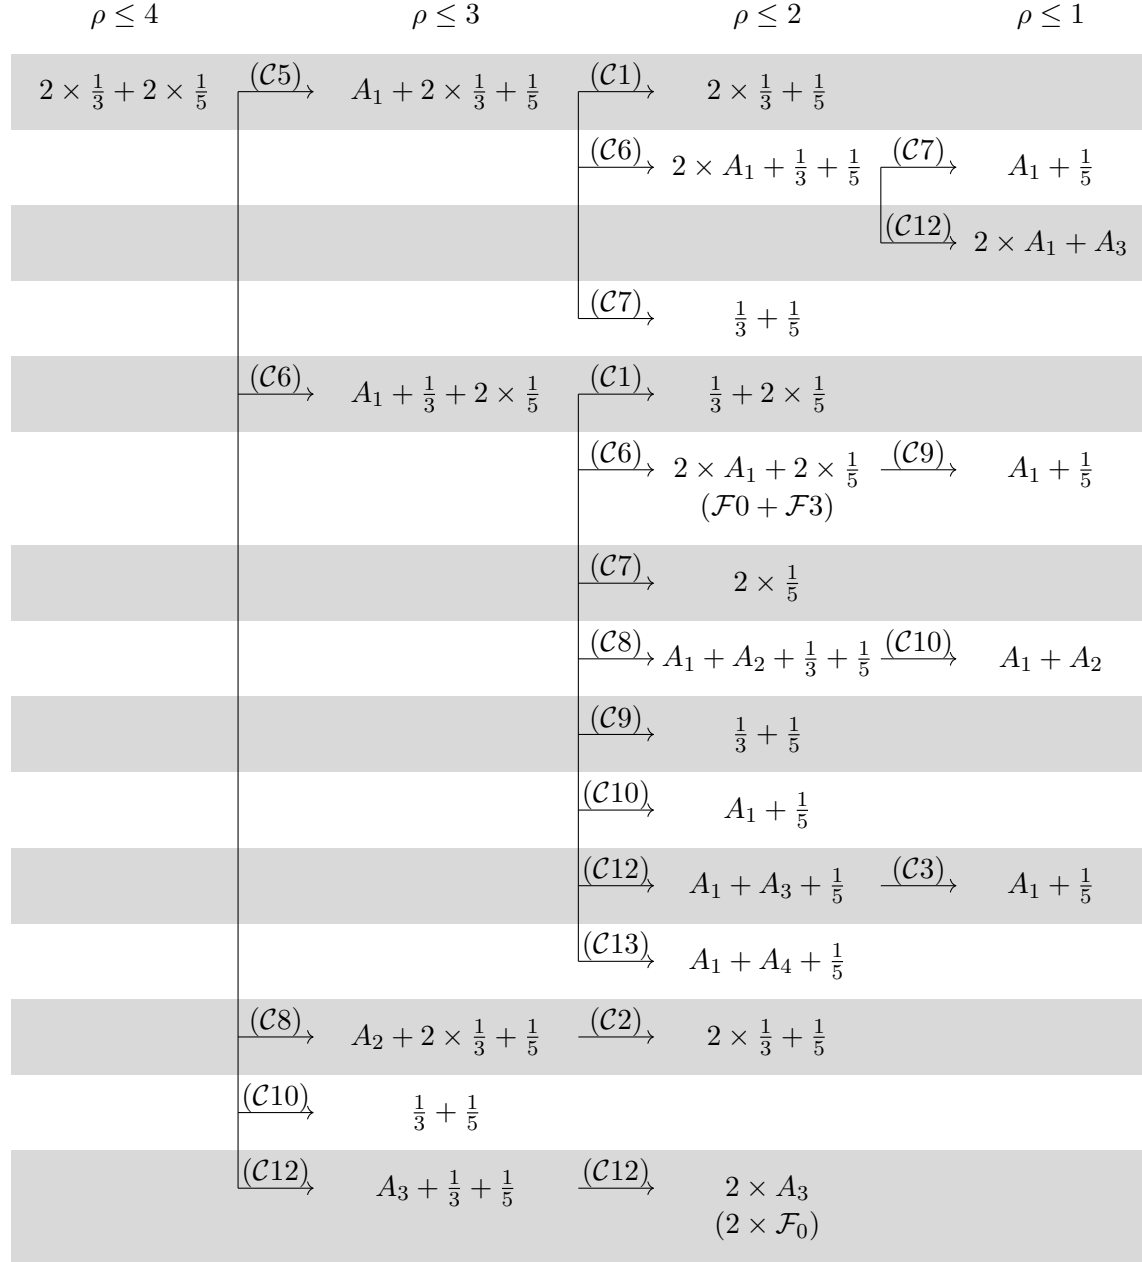 ρ ≤ 4 ρ ≤ 3 ρ ≤ 2 ρ ≤ 1
2 × 1/3 + 2 × 1/5 (𝒞5) A₁ + 2 × 1/3 + 1/5 (𝒞1) 2 × 1/3 + 1/5
(𝒞6) 2 × A₁ + 1/3 + 1/5 (𝒞7) A₁ + 1/5
(𝒞12) 2 × A₁ + A₃
(𝒞7) 1/3 + 1/5
(𝒞6) A₁ + 1/3 + 2 × 1/5 (𝒞1) 1/3 + 2 × 1/5
(𝒞6) 2 × A₁ + 2 × 1/5 (𝒞9) A₁ + 1/5
(ℱ0 + ℱ3)
(𝒞7) 2 × 1/5
(𝒞8) A₁ + A₂ + 1/3 + 1/5 (𝒞10) A₁ + A₂
(𝒞9) 1/3 + 1/5
(𝒞10) A₁ + 1/5
(𝒞12) A₁ + A₃ + 1/5 (𝒞3) A₁ + 1/5
(𝒞13) A₁ + A₄ + 1/5
(𝒞8) A₂ + 2 × 1/3 + 1/5 (𝒞2) 2 × 1/3 + 1/5
(𝒞10) 1/3 + 1/5
(𝒞12) A₃ + 1/3 + 1/5 (𝒞12) 2 × A₃
(2 × ℱ₀)